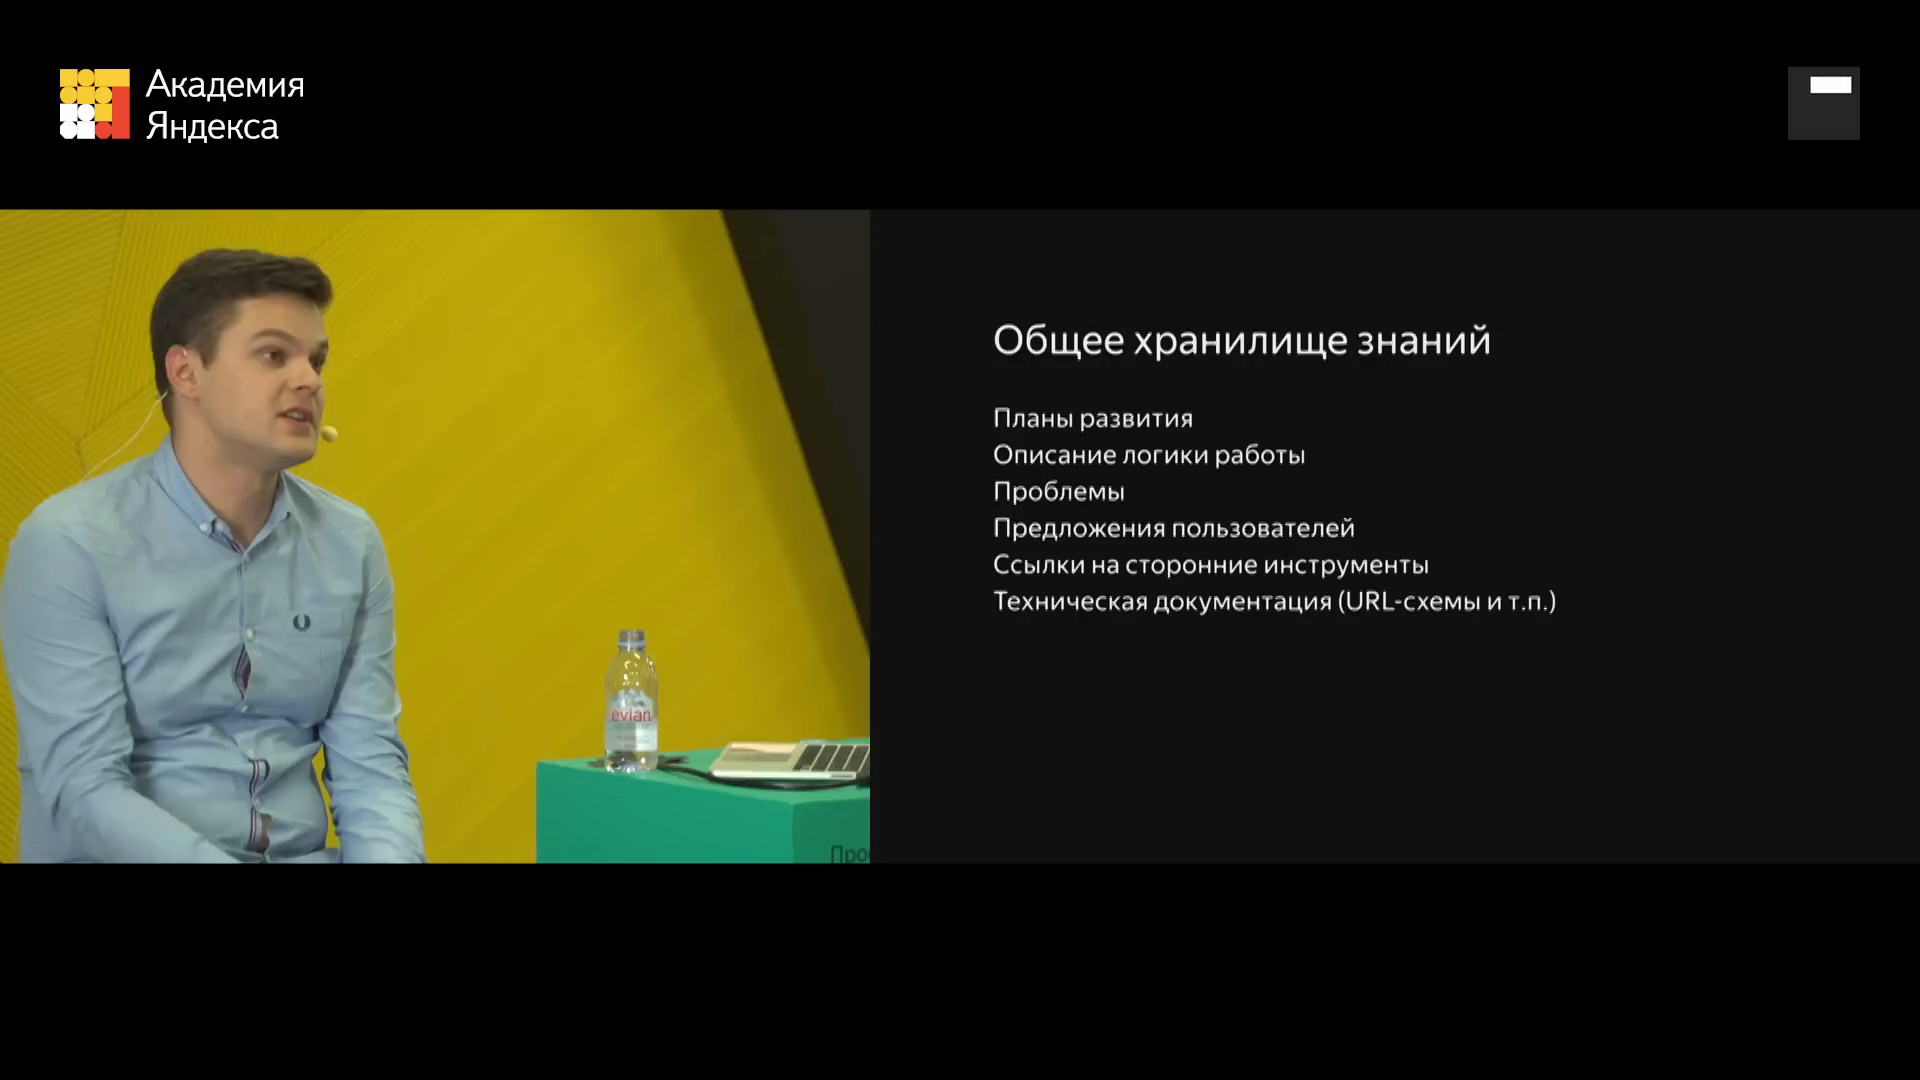 Академия
Яндекса
Общее хранилище знаний
Планы развития
Описание логики работы
Проблемы
Предложения пользователей
Ссылки на сторонние инструменты
Техническая документация (URL-схемы и т.п.)
evian